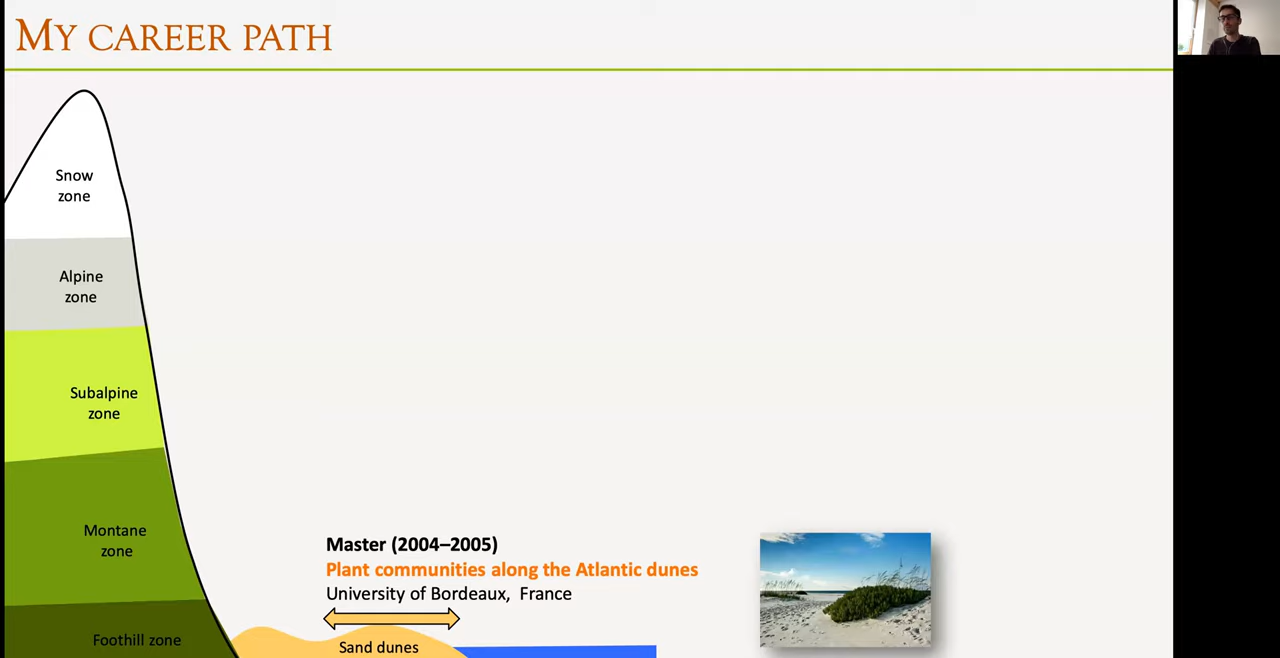 MY CAREER PATH
Snow
zone
Alpine
zone
Subalpine
zone
Montane
zone
Foothill zone
Master (2004–2005)
Plant communities along the Atlantic dunes
University of Bordeaux, France
Sand dunes